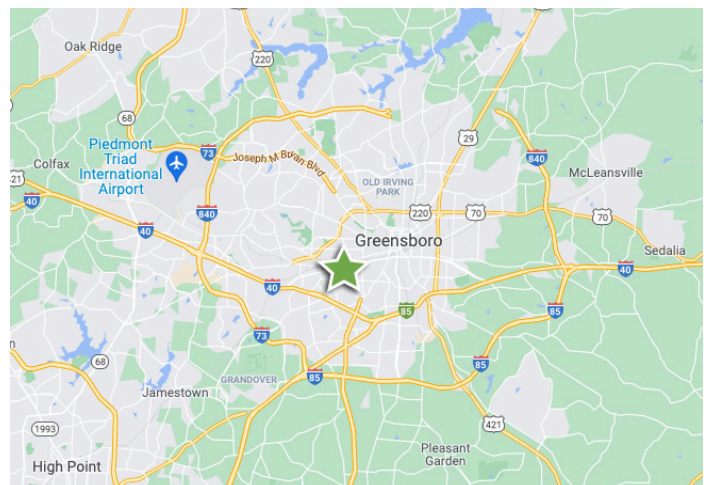 Oak Ridge
220
68
29
Piedmont
Triad
International
Airport
73
Joseph M Bryan Blvd
840
Colfax
McLeansville
21
OLD IRVING
PARK
40
840
220
70
70
40
Greensboro
Sedalia
40
40
85
85
73
85
n
68
GRANDOVER
85
Jamestown
421
1993
Pleasant
Garden
High Point